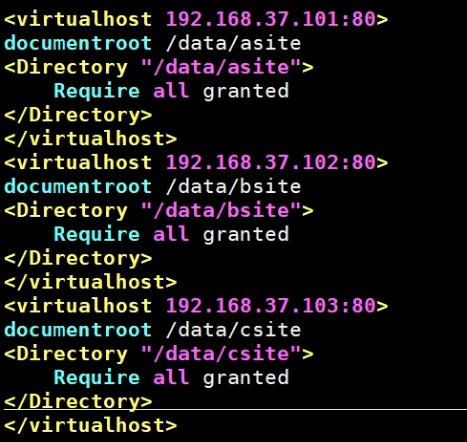 <virtualhost 192.168.37.101:80>
documentroot /data/asite
<Directory "/data/asite">
    Require all granted
</Directory>
</virtualhost>
<virtualhost 192.168.37.102:80>
documentroot /data/bsite
<Directory "/data/bsite">
    Require all granted
</Directory>
</virtualhost>
<virtualhost 192.168.37.103:80>
documentroot /data/csite
<Directory "/data/csite">
    Require all granted
</Directory>
</virtualhost>